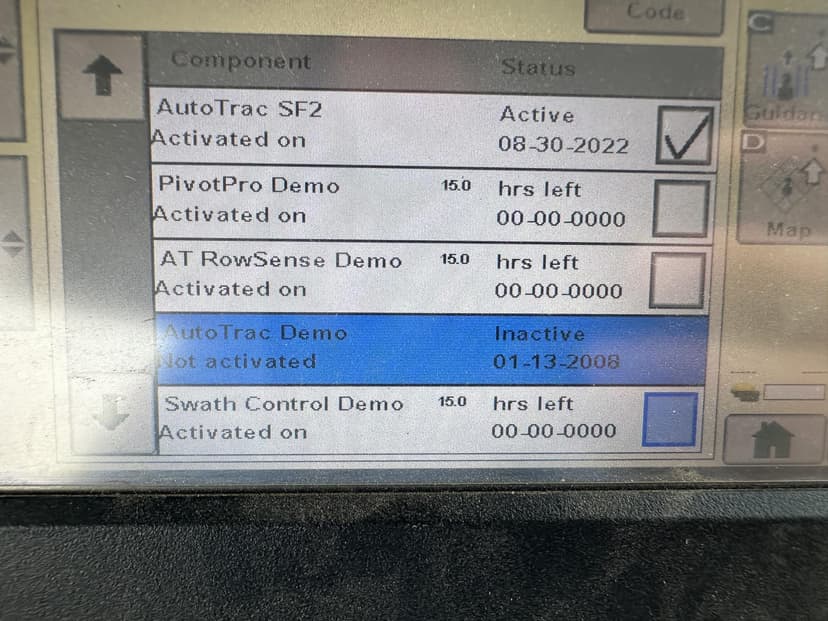 Code
Component Status
AutoTrac SF2 Active
Activated on 08-30-2022
PivotPro Demo 15.0 hrs left
Activated on 00-00-0000
AT RowSense Demo 15.0 hrs left
Activated on 00-00-0000
AutoTrac Demo Inactive
Not activated 01-13-2008
Swath Control Demo 15.0 hrs left
Activated on 00-00-0000
C
Guidan
D
Map